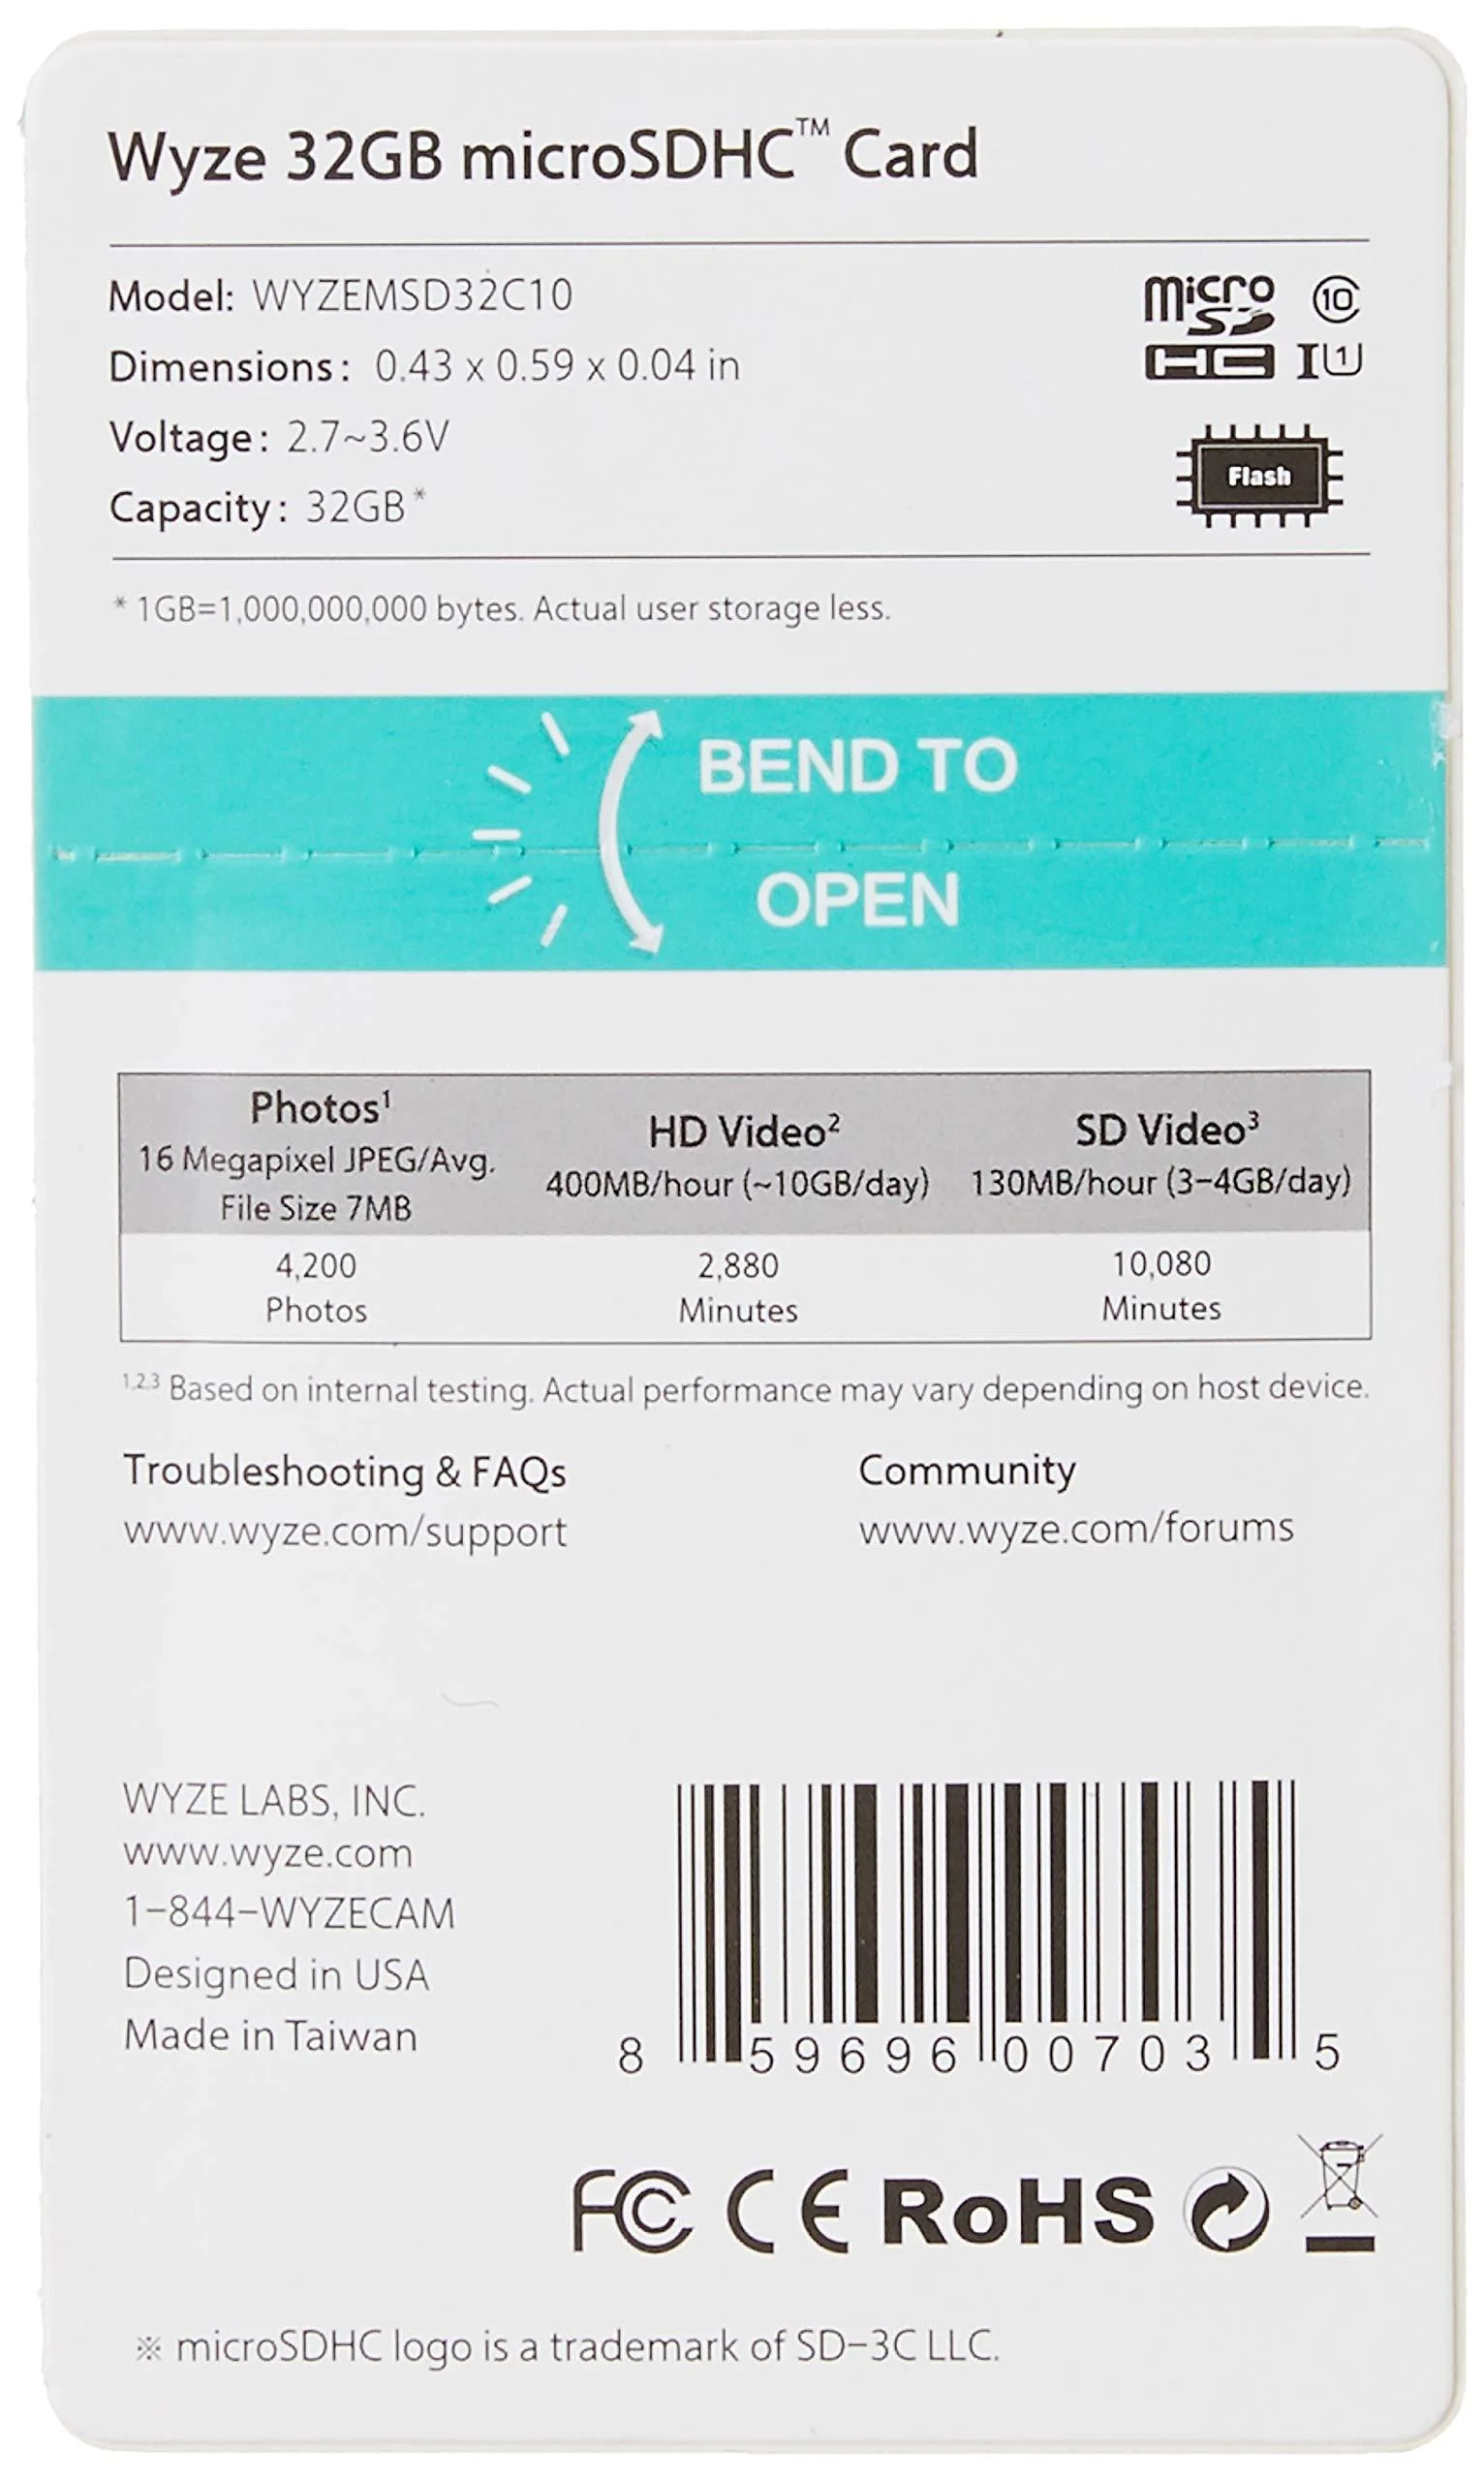 Wyze 32GB microSDHC™ Card
Model: WYZEMSD32C10
Dimensions: 0.43 x 0.59 x 0.04 in
Voltage: 2.7~3.6V
Capacity: 32GB*
micro SD HC 10 I U1
Flash
* 1GB=1,000,000,000 bytes. Actual user storage less.
BEND TO
OPEN
Photos¹
16 Megapixel JPEG/Avg.
File Size 7MB
HD Video²
400MB/hour (~10GB/day)
SD Video³
130MB/hour (3-4GB/day)
4,200
Photos
2,880
Minutes
10,080
Minutes
1,2,3 Based on internal testing. Actual performance may vary depending on host device.
Troubleshooting & FAQs
www.wyze.com/support
Community
www.wyze.com/forums
WYZE LABS, INC.
www.wyze.com
1-844-WYZECAM
Designed in USA
Made in Taiwan
8 59696 00703 5
FC CE RoHS
※ microSDHC logo is a trademark of SD-3C LLC.